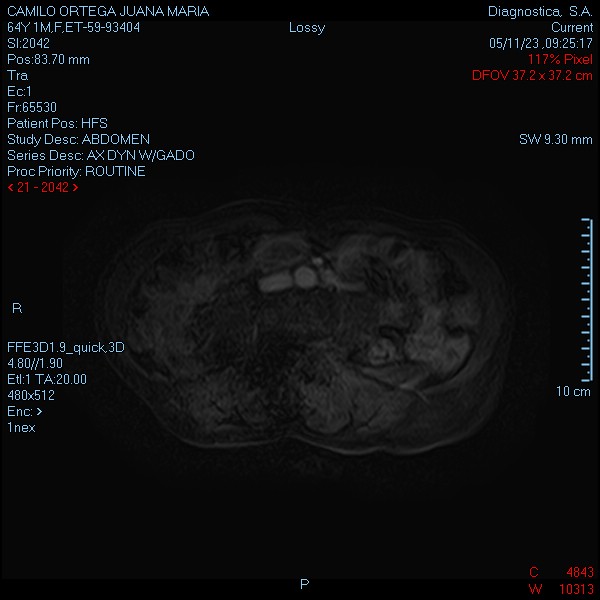 CAMILO ORTEGA JUANA MARIA
64Y 1M,F,ET-59-93404
Sl:2042
Pos:83.70 mm
Tra
Ec:1
Fr:65530
Patient Pos: HFS
Study Desc: ABDOMEN
Series Desc: AX DYN W/GADO
Proc Priority: ROUTINE
< 21 - 2042 >
Lossy
Diagnostica, S.A.
Current
05/11/23 ,09:25:17
117% Pixel
DFOV 37.2 x 37.2 cm
SW 9.30 mm
R
FFE3D1.9_quick,3D
4.80//1.90
Etl:1 TA:20.00
480x512
Enc: >
1nex
10 cm
P
C 4843
W 10313